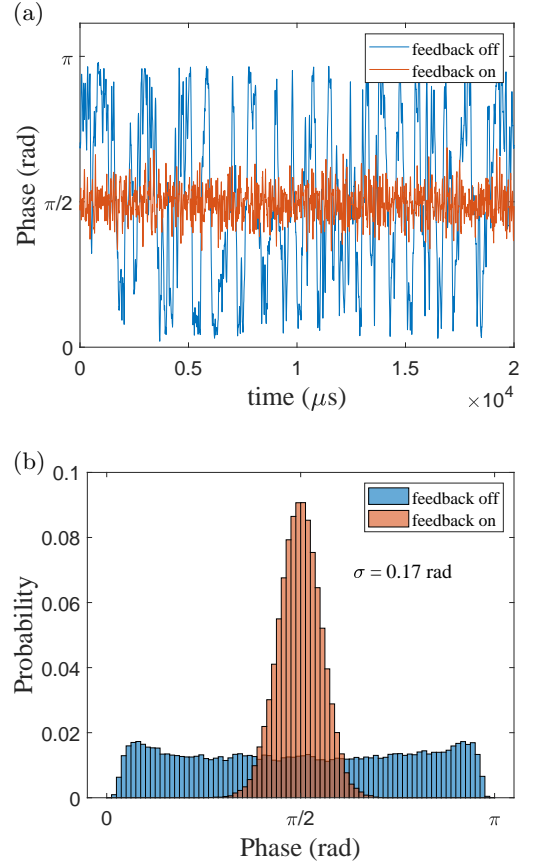 (a)
π
π/2
0
Phase (rad)
feedback off
feedback on
0 0.5 1 1.5 2
×10⁴
time (μs)
(b)
0.1
0.08
0.06
0.04
0.02
0
Probability
feedback off
feedback on
σ = 0.17 rad
0 π/2 π
Phase (rad)